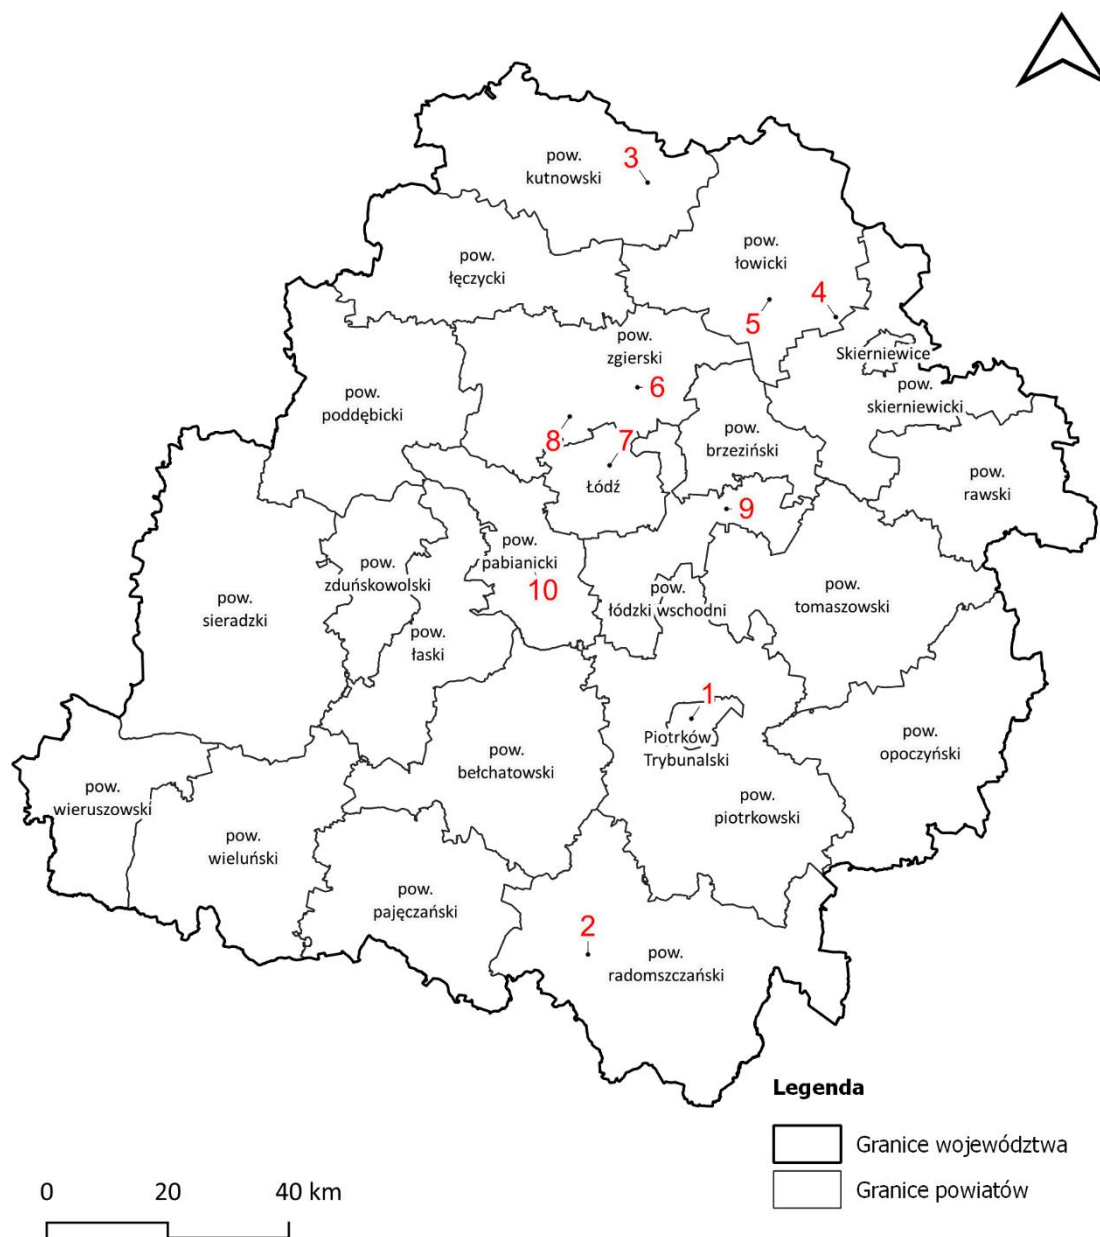 3
pow.
kutnowski
pow.
łowicki
pow.
łęczycki
4
5
pow.
zgierski
Skierniewice
6
pow.
skierniewicki
pow.
poddębicki
pow.
brzeziński
8
7
Łódź
pow.
rawski
9
pow.
pabianicki
10
pow.
zduńskowolski
pow.
tomaszowski
pow.
łódzki wschodni
pow.
sieradzki
pow.
łaski
1
Piotrków
Trybunalski
pow.
opoczyński
pow.
bełchatowski
pow.
wieruszowski
pow.
piotrkowski
pow.
wieluński
pow.
pajęczański
2
pow.
radomszczański
Legenda
Granice województwa
Granice powiatów
0 20 40 km